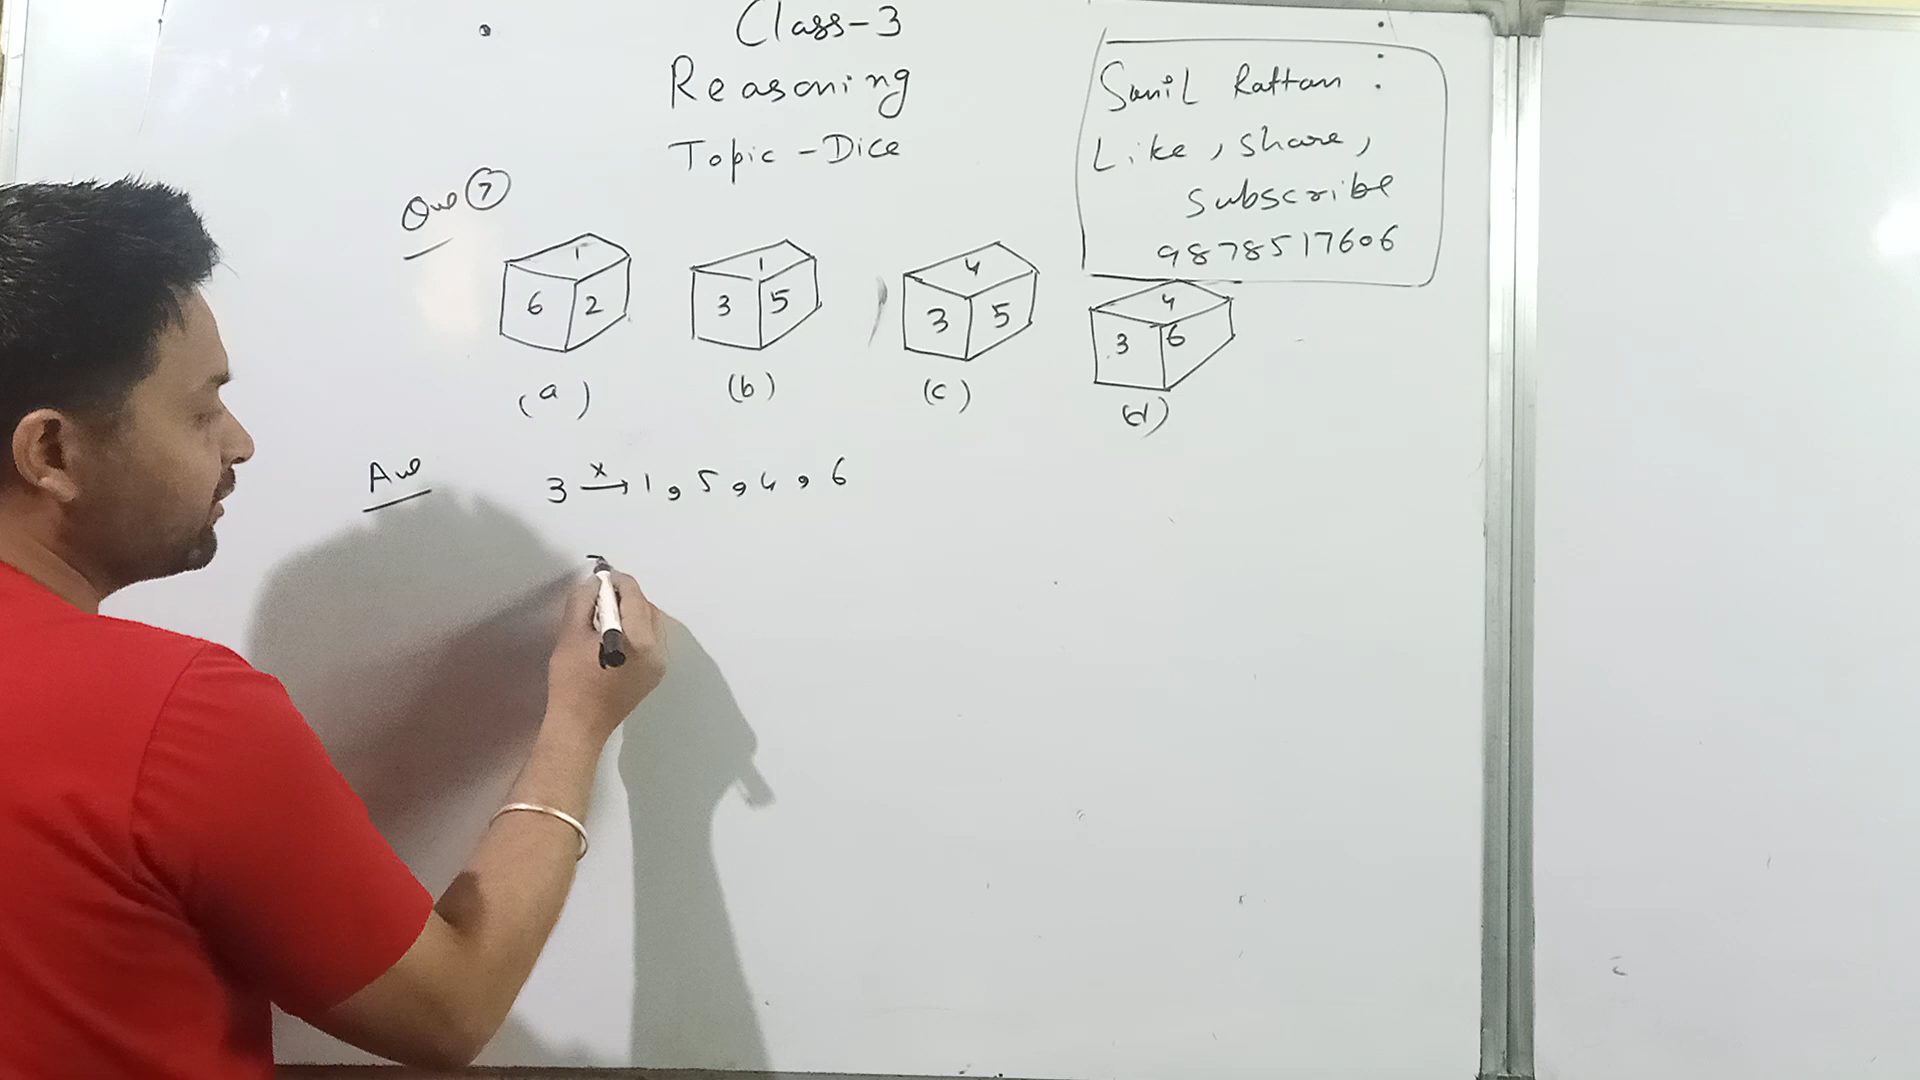 Class-3
Reasoning
Topic-Dice
Sunil Rattan :
Like, Share,
Subscribe
9878517606
Que 7
1 6 2
1 3 5
4 3 5
4 3 6
(a) (b) (c) (d)
Ans 3 x→ 1, 5, 4, 6